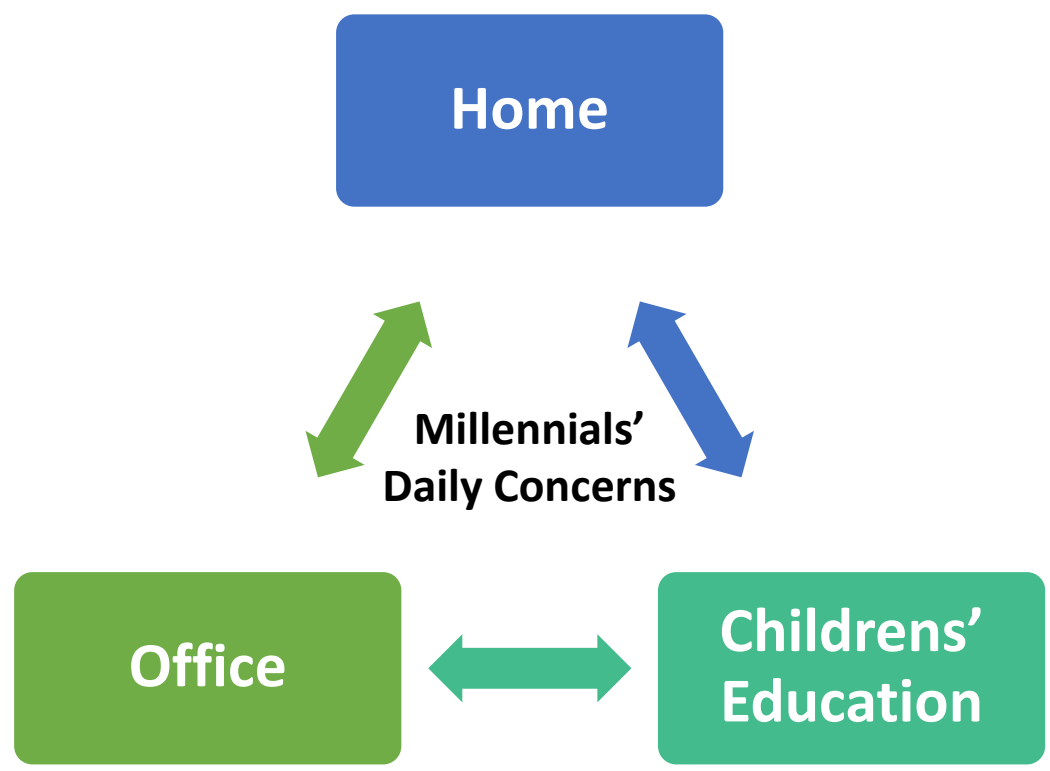 Home
Millennials’
Daily Concerns
Office
Childrens’
Education